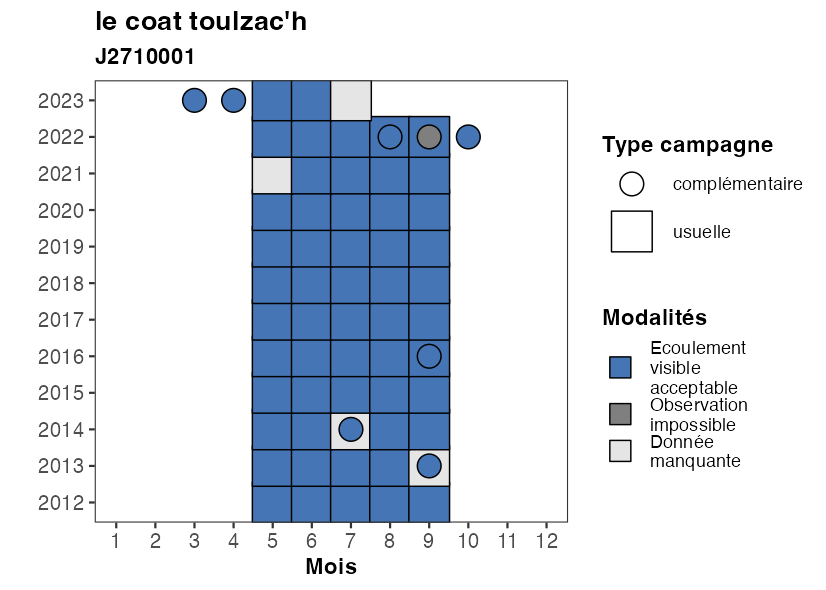 le coat toulzac'h
J2710001
2023
2022
2021
2020
2019
2018
2017
2016
2015
2014
2013
2012
1 2 3 4 5 6 7 8 9 10 11 12
Mois
Type campagne
complémentaire
usuelle
Modalités
Ecoulement
visible
acceptable
Observation
impossible
Donnée
manquante